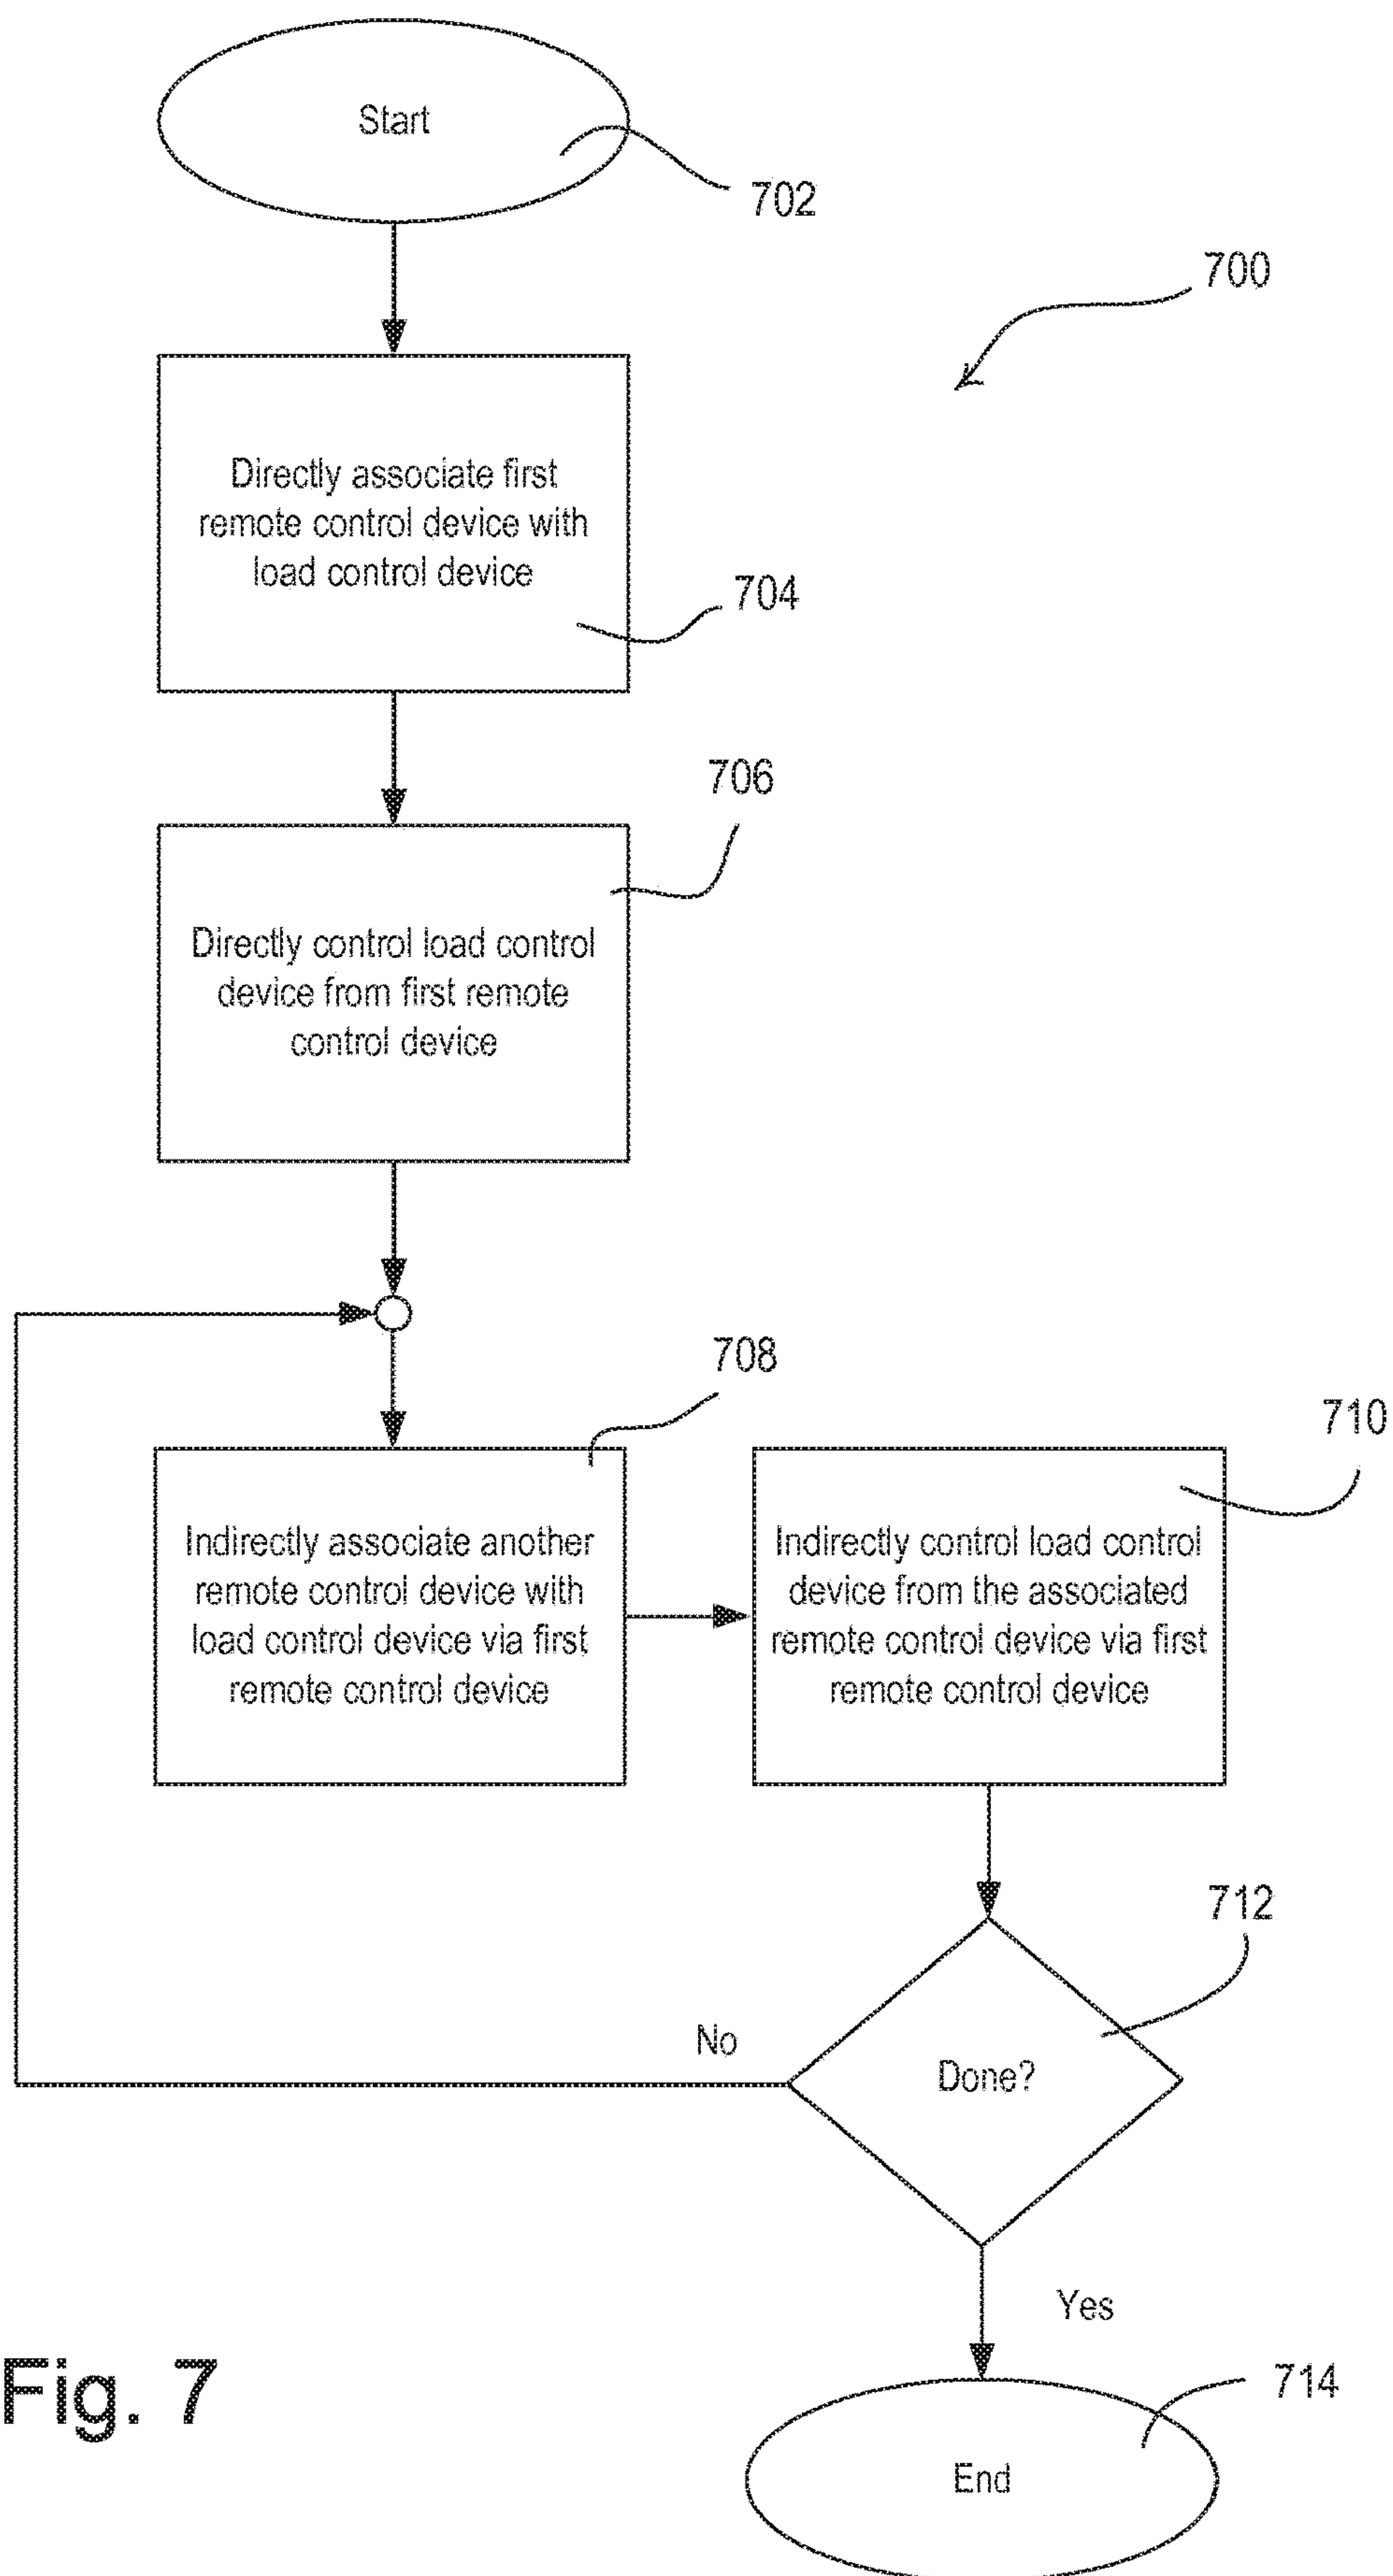 Start
702
700
Directly associate first
remote control device with
load control device
704
706
Directly control load control
device from first remote
control device
708
710
Indirectly associate another
remote control device with
load control device via first
remote control device
Indirectly control load control
device from the associated
remote control device via first
remote control device
712
No
Done?
Yes
Fig. 7
714
End